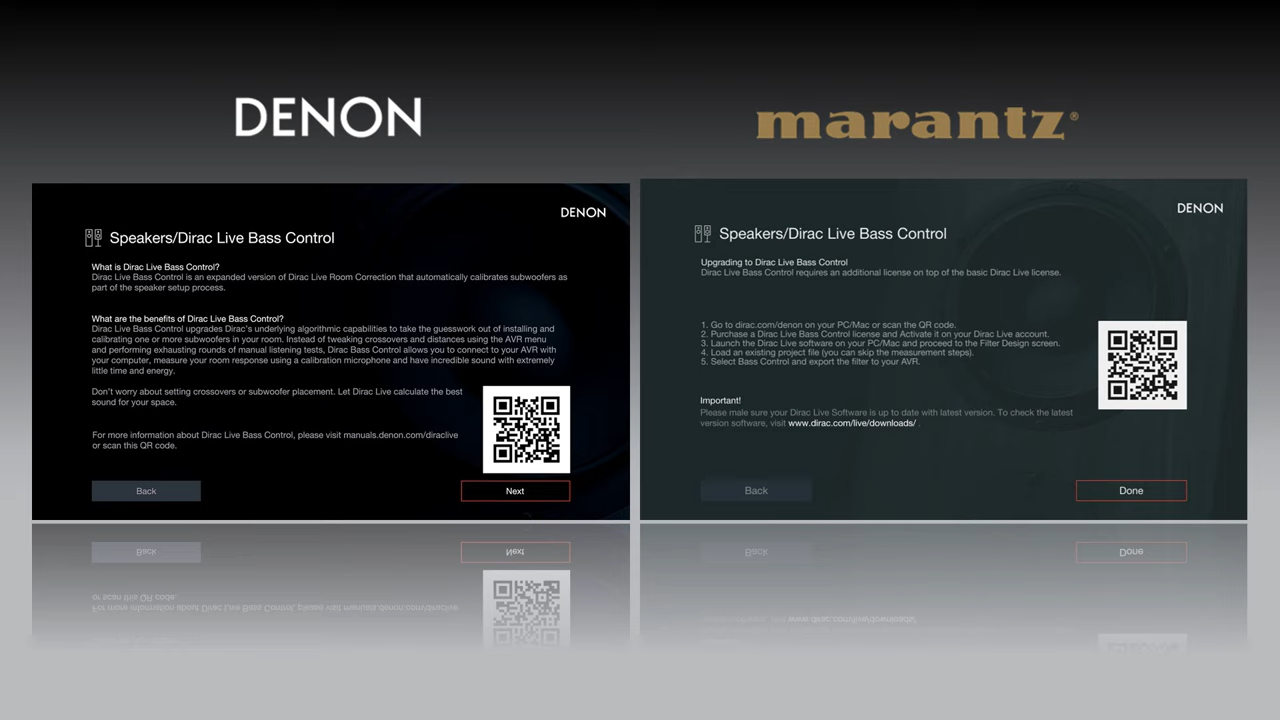 DENON
marantz®
DENON
Speakers/Dirac Live Bass Control
What is Dirac Live Bass Control?
Dirac Live Bass Control is an expanded version of Dirac Live Room Correction that automatically calibrates subwoofers as
part of the speaker setup process.
What are the benefits of Dirac Live Bass Control?
Dirac Live Bass Control upgrades Dirac's underlying algorithmic capabilities to take the guesswork out of installing and
calibrating one or more subwoofers in your room. Instead of tweaking crossovers and distances using the AVR menu
and performing exhausting rounds of manual listening tests, Dirac Bass Control allows you to connect to your AVR with
your computer, measure your room response using a calibration microphone and have incredible sound with extremely
little time and energy.
Don't worry about setting crossovers or subwoofer placement. Let Dirac Live calculate the best
sound for your space.
For more information about Dirac Live Bass Control, please visit manuals.denon.com/diraclive
or scan this QR code.
Back
Next
DENON
Speakers/Dirac Live Bass Control
Upgrading to Dirac Live Bass Control
Dirac Live Bass Control requires an additional license on top of the basic Dirac Live license.
1. Go to dirac.com/denon on your PC/Mac or scan the QR code.
2. Purchase a Dirac Live Bass Control license and Activate it on your Dirac Live account.
3. Launch the Dirac Live software on your PC/Mac and proceed to the Filter Design screen.
4. Load an existing project file (you can skip the measurement steps).
5. Select Bass Control and export the filter to your AVR.
Important!
Please male sure your Dirac Live Software is up to date with latest version. To check the latest
version software, visit www.dirac.com/live/downloads/ .
Back
Done